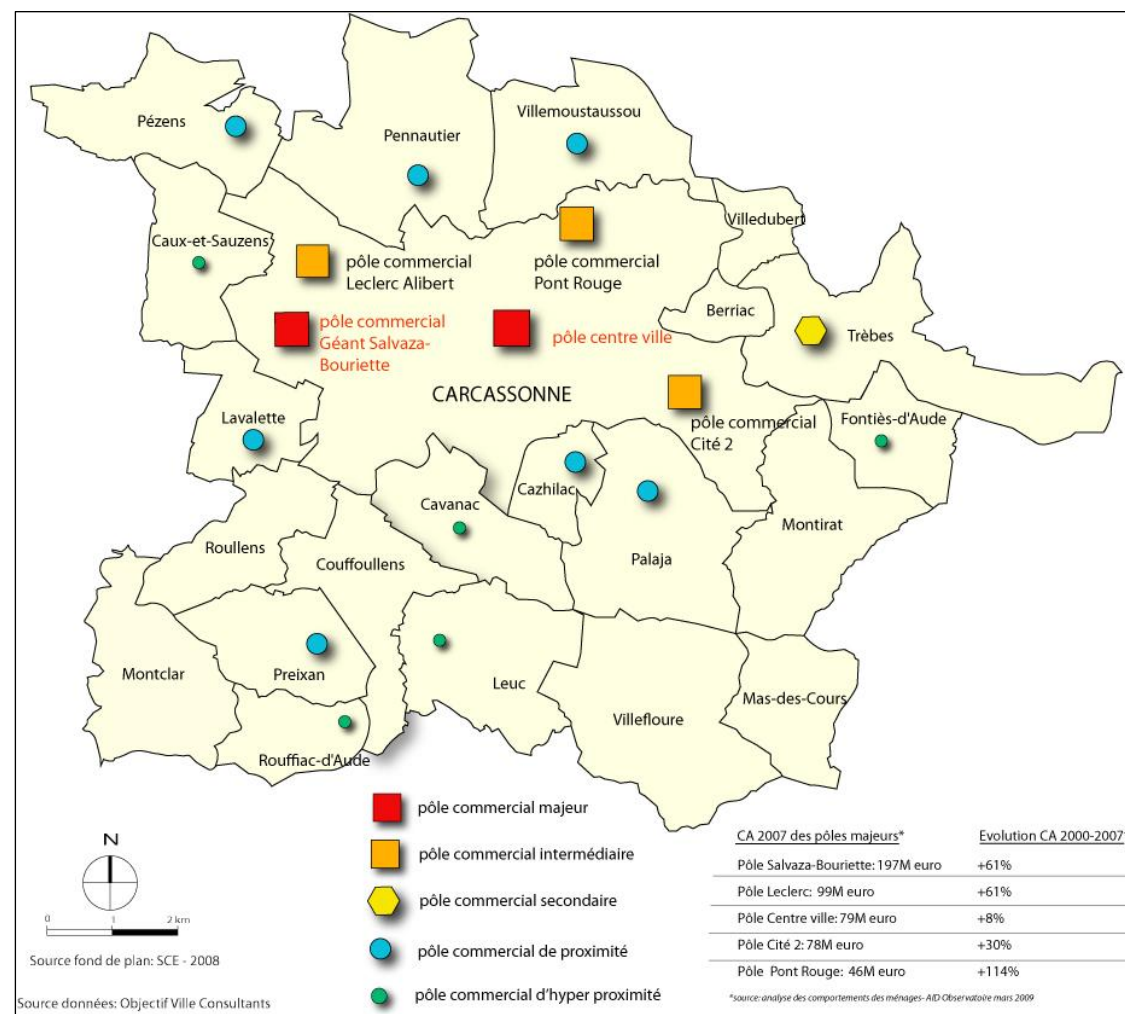 Pézens
Pennautier
Villemoustaussou
Villedubert
Caux-et-Sauzens
pôle commercial
Leclerc Alibert
pôle commercial
Pont Rouge
Berriac
Trèbes
pôle commercial
Géant Salvaza-
Bouriette
pôle centre ville
CARCASSONNE
Lavalette
pôle commercial
Cité 2
Fontiès-d'Aude
Cazhilac
Cavanac
Montirat
Roullens
Couffoullens
Palaja
Montclar
Preixan
Leuc
Villefloure
Mas-des-Cours
Rouffiac-d'Aude
pôle commercial majeur
pôle commercial intermédiaire
pôle commercial secondaire
pôle commercial de proximité
pôle commercial d'hyper proximité
N
0 1 2 km
Source fond de plan: SCE - 2008
Source données: Objectif Ville Consultants
CA 2007 des pôles majeurs* Evolution CA 2000-2007*
Pôle Salvaza-Bouriette: 197M euro +61%
Pôle Leclerc: 99M euro +61%
Pôle Centre ville: 79M euro +8%
Pôle Cité 2: 78M euro +30%
Pôle Pont Rouge: 46M euro +114%
*source: analyse des comportements des ménages- AID Observatoire mars 2009